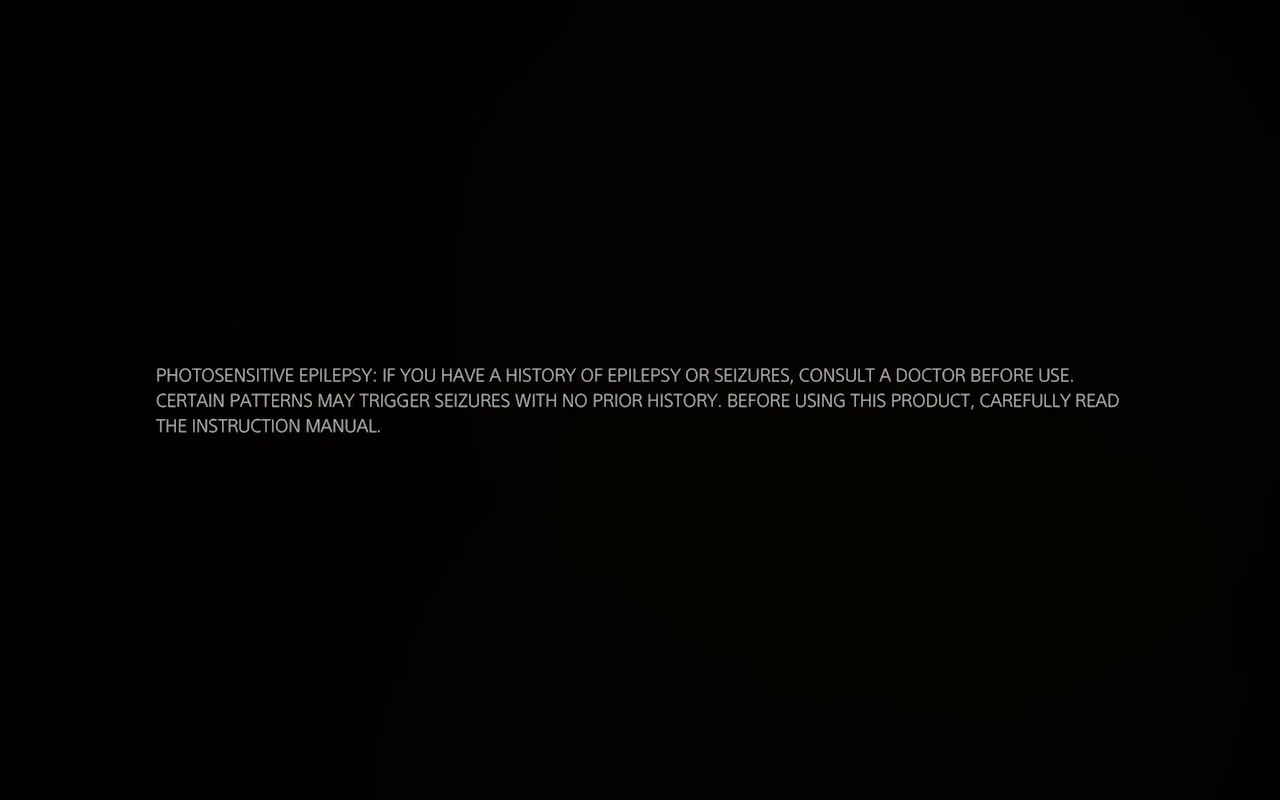 PHOTOSENSITIVE EPILEPSY: IF YOU HAVE A HISTORY OF EPILEPSY OR SEIZURES, CONSULT A DOCTOR BEFORE USE.
CERTAIN PATTERNS MAY TRIGGER SEIZURES WITH NO PRIOR HISTORY. BEFORE USING THIS PRODUCT, CAREFULLY READ
THE INSTRUCTION MANUAL.